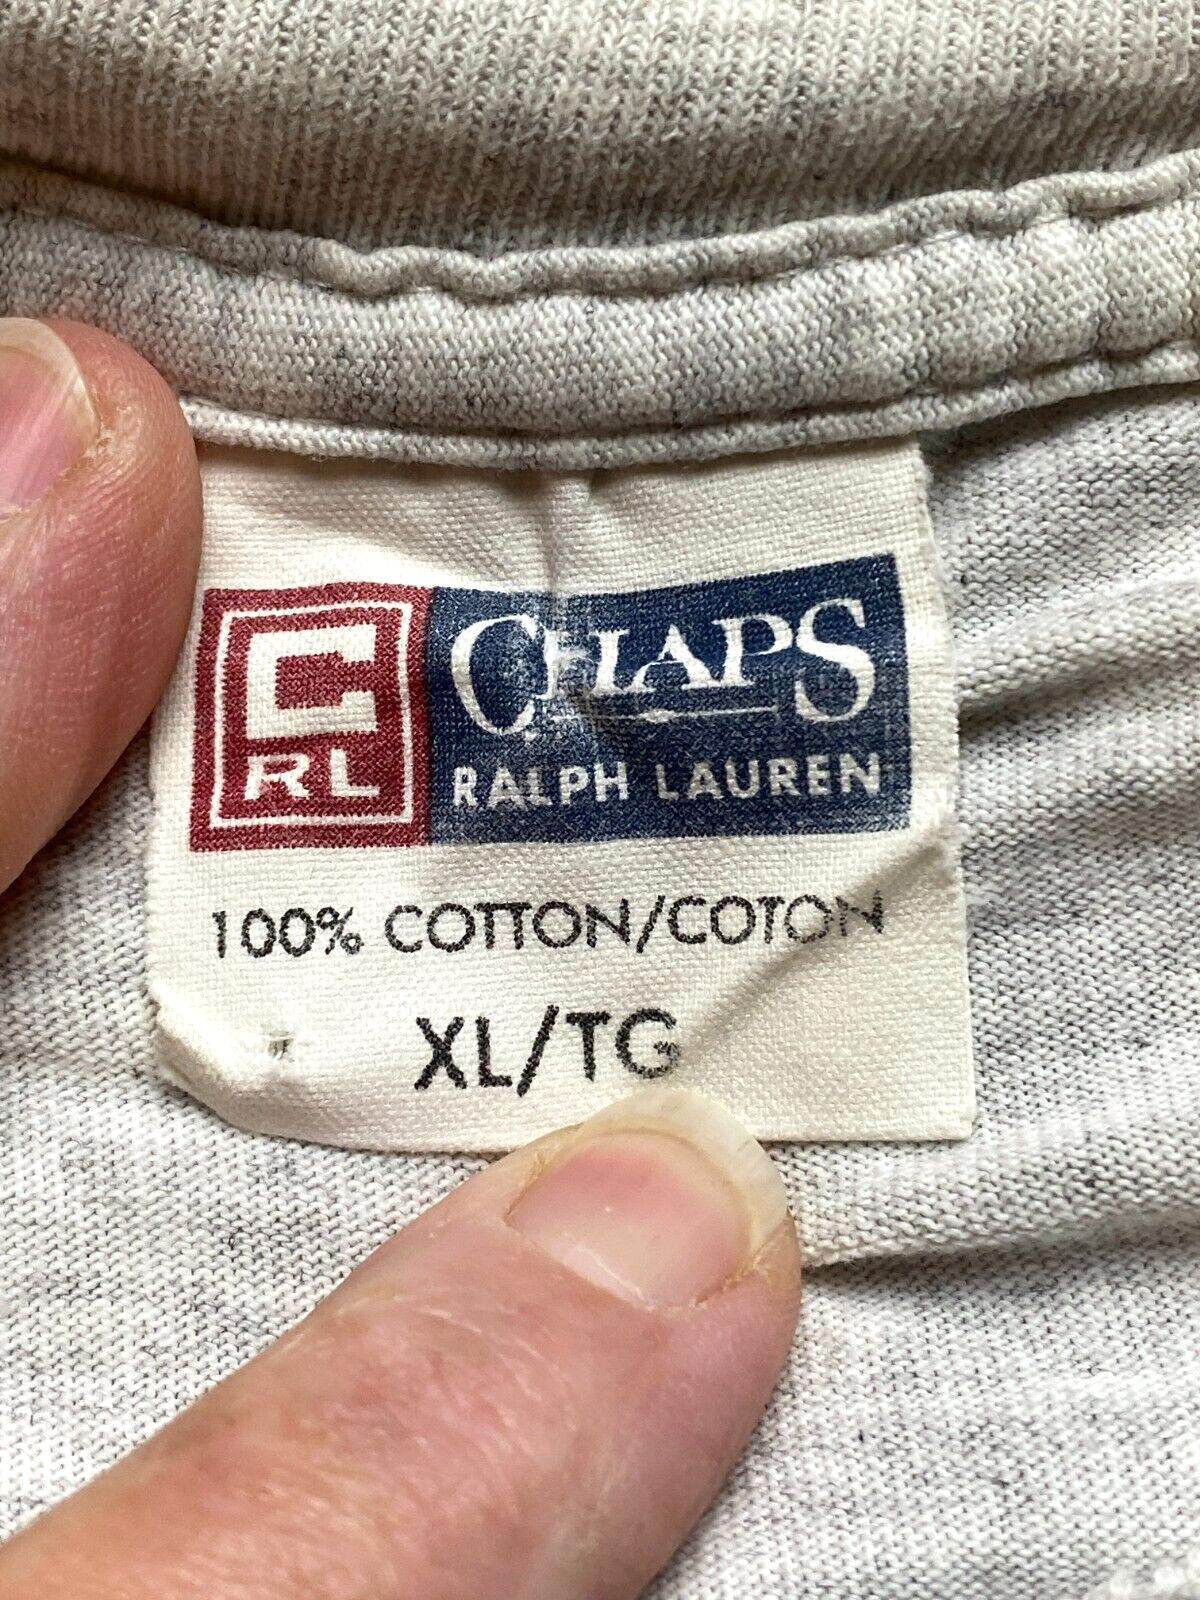 C
RL
CHAPS
RALPH LAUREN
100% COTTON/COTON
XL/TG